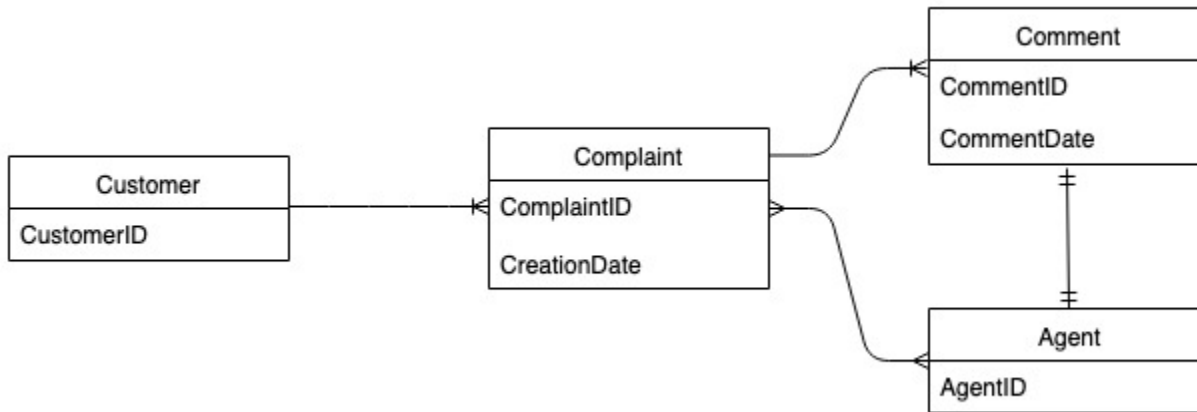 Customer
CustomerID
Complaint
ComplaintID
CreationDate
Comment
CommentID
CommentDate
Agent
AgentID